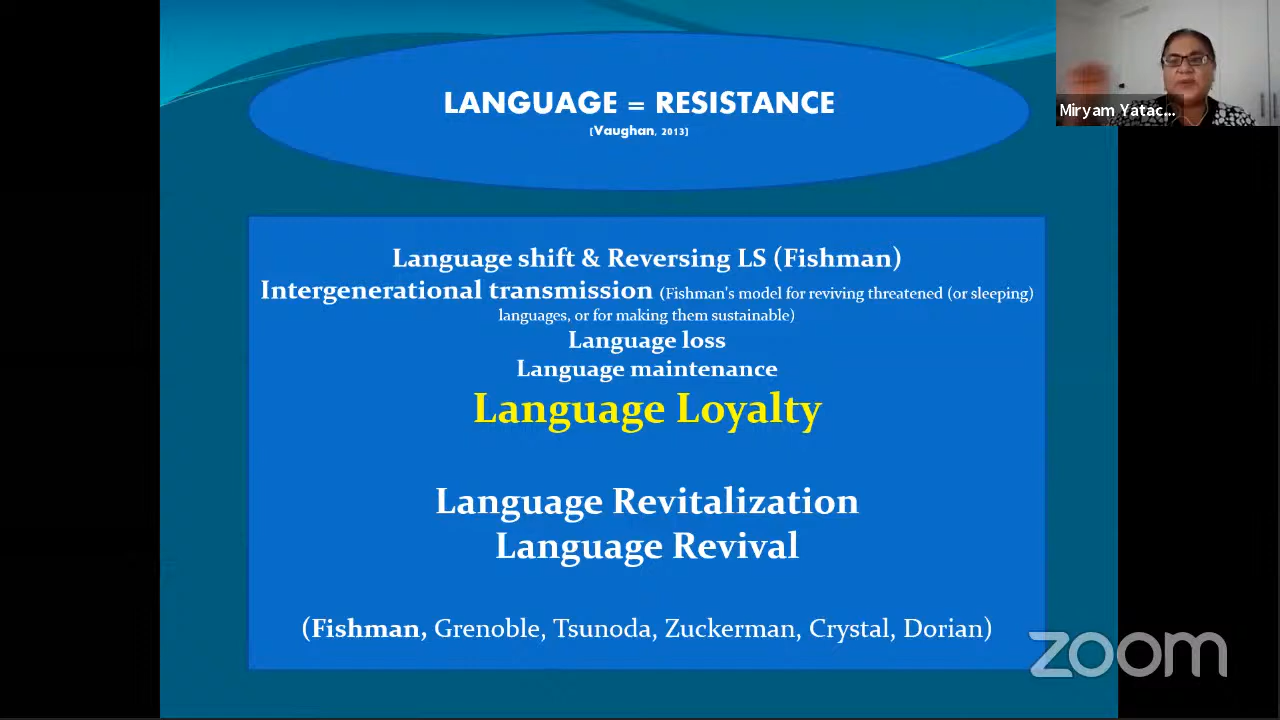 LANGUAGE = RESISTANCE
(Vaughan, 2013)
Miryam Yatac...
Language shift & Reversing LS (Fishman)
Intergenerational transmission (Fishman's model for reviving threatened (or sleeping)
languages, or for making them sustainable)
Language loss
Language maintenance
Language Loyalty
Language Revitalization
Language Revival
(Fishman, Grenoble, Tsunoda, Zuckerman, Crystal, Dorian)
zoom